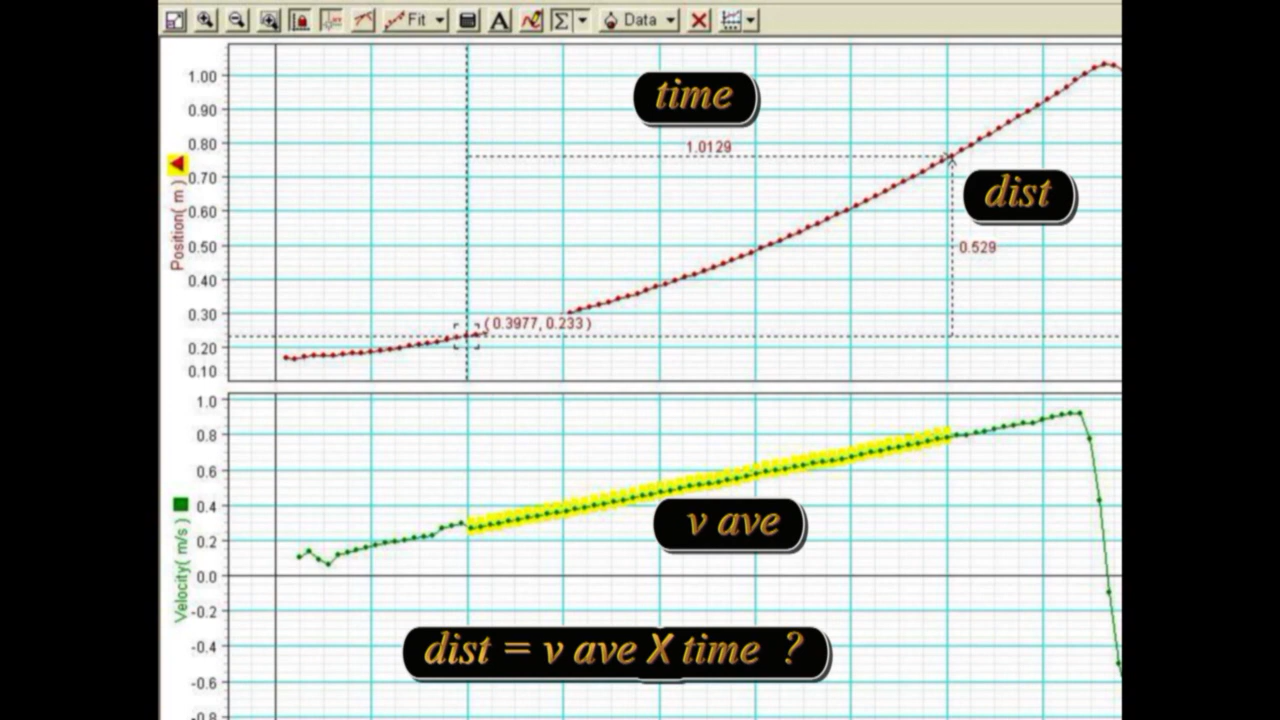 Fit
A
Σ
Data
time
1.0129
dist
0.529
( 0.3977, 0.233 )
Position( m )
1.00
0.90
0.80
0.70
0.60
0.50
0.40
0.30
0.20
0.10
Velocity( m/s )
1.0
0.8
0.6
0.4
0.2
0.0
-0.2
-0.4
-0.6
-0.8
v ave
dist = v ave X time ?